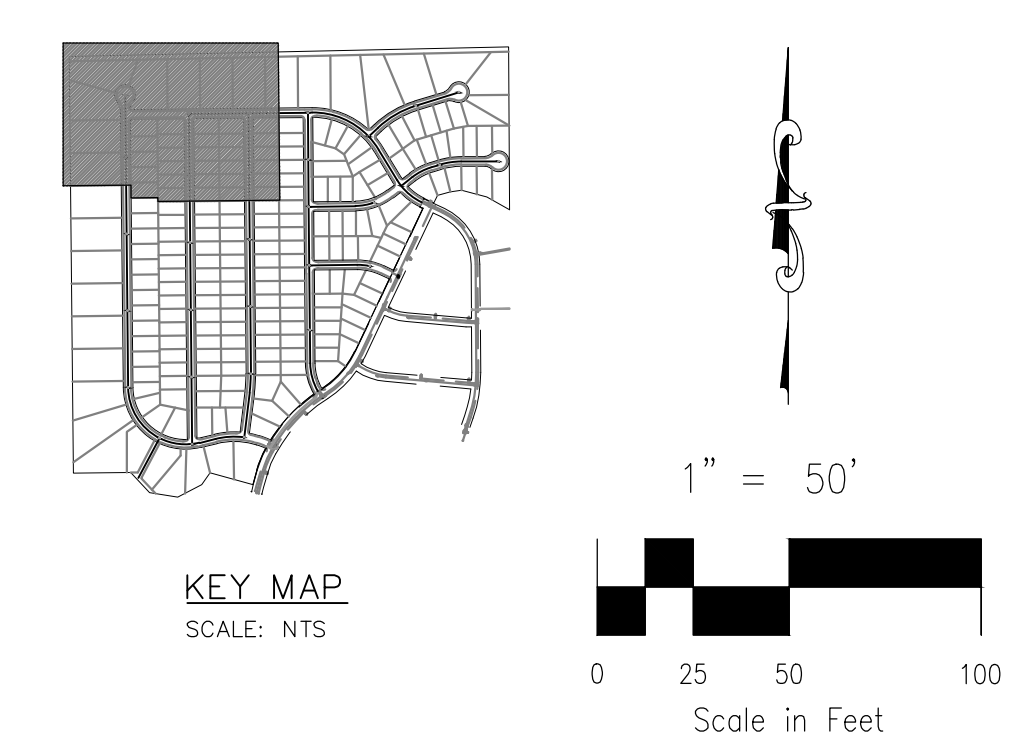 1" = 50'
KEY MAP
SCALE: NTS
0 25 50 100
Scale in Feet